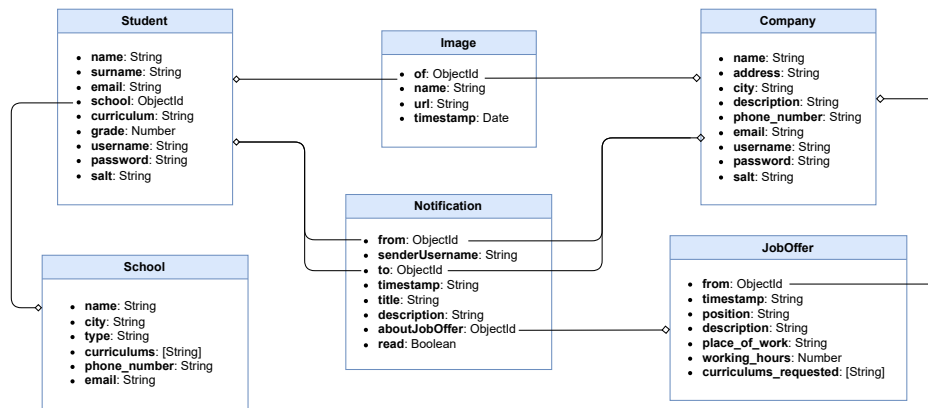 Student
name: String
surname: String
email: String
school: ObjectId
curriculum: String
grade: Number
username: String
password: String
salt: String
Image
of: ObjectId
name: String
url: String
timestamp: Date
Company
name: String
address: String
city: String
description: String
phone_number: String
email: String
username: String
password: String
salt: String
Notification
from: ObjectId
senderUsername: String
to: ObjectId
timestamp: String
title: String
description: String
aboutJobOffer: ObjectId
read: Boolean
School
name: String
city: String
type: String
curriculums: [String]
phone_number: String
email: String
JobOffer
from: ObjectId
timestamp: String
position: String
description: String
place_of_work: String
working_hours: Number
curriculums_requested: [String]